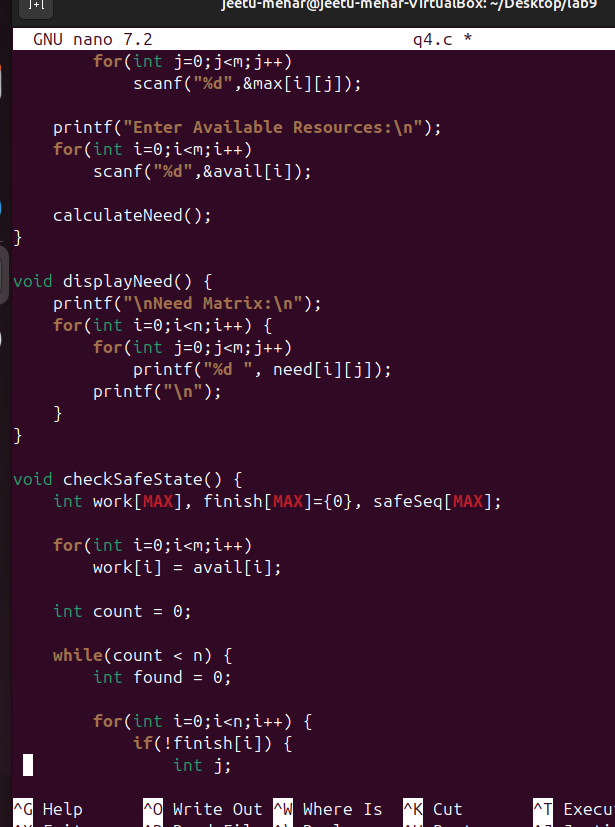 jeetu-mehar@jeetu-mehar-VirtualBox: ~/Desktop/lab9
GNU nano 7.2 q4.c *
for(int j=0;j<m;j++)
scanf("%d",&max[i][j]);
printf("Enter Available Resources:\n");
for(int i=0;i<m;i++)
scanf("%d",&avail[i]);
calculateNeed();
}
void displayNeed() {
printf("\nNeed Matrix:\n");
for(int i=0;i<n;i++) {
for(int j=0;j<m;j++)
printf("%d ", need[i][j]);
printf("\n");
}
}
void checkSafeState() {
int work[MAX], finish[MAX]={0}, safeSeq[MAX];
for(int i=0;i<m;i++)
work[i] = avail[i];
int count = 0;
while(count < n) {
int found = 0;
for(int i=0;i<n;i++) {
if(!finish[i]) {
int j;
^G Help ^O Write Out ^W Where Is ^K Cut ^T Execu